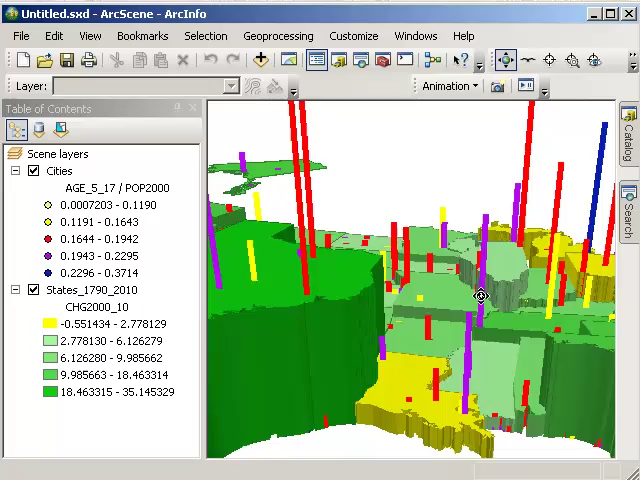 Untitled.sxd - ArcScene - ArcInfo
File Edit View Bookmarks Selection Geoprocessing Customize Windows Help
Layer:
Animation
Table of Contents
Scene layers
Cities
AGE_5_17 / POP2000
0.0007203 - 0.1190
0.1191 - 0.1643
0.1644 - 0.1942
0.1943 - 0.2295
0.2296 - 0.3714
States_1790_2010
CHG2000_10
-0.551434 - 2.778129
2.778130 - 6.126279
6.126280 - 9.985662
9.985663 - 18.463314
18.463315 - 35.145329
Catalog
Search